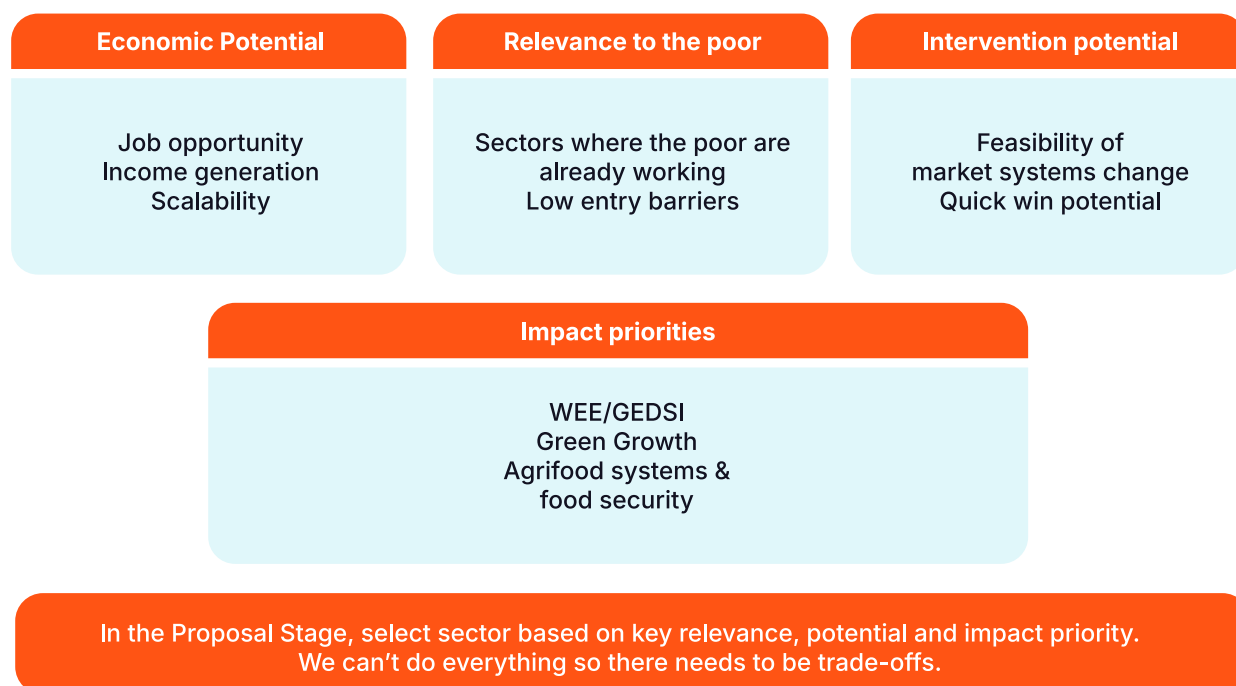 Economic Potential
Job opportunity
Income generation
Scalability
Relevance to the poor
Sectors where the poor are
already working
Low entry barriers
Intervention potential
Feasibility of
market systems change
Quick win potential
Impact priorities
WEE/GEDSI
Green Growth
Agrifood systems &
food security
In the Proposal Stage, select sector based on key relevance, potential and impact priority.
We can’t do everything so there needs to be trade-offs.